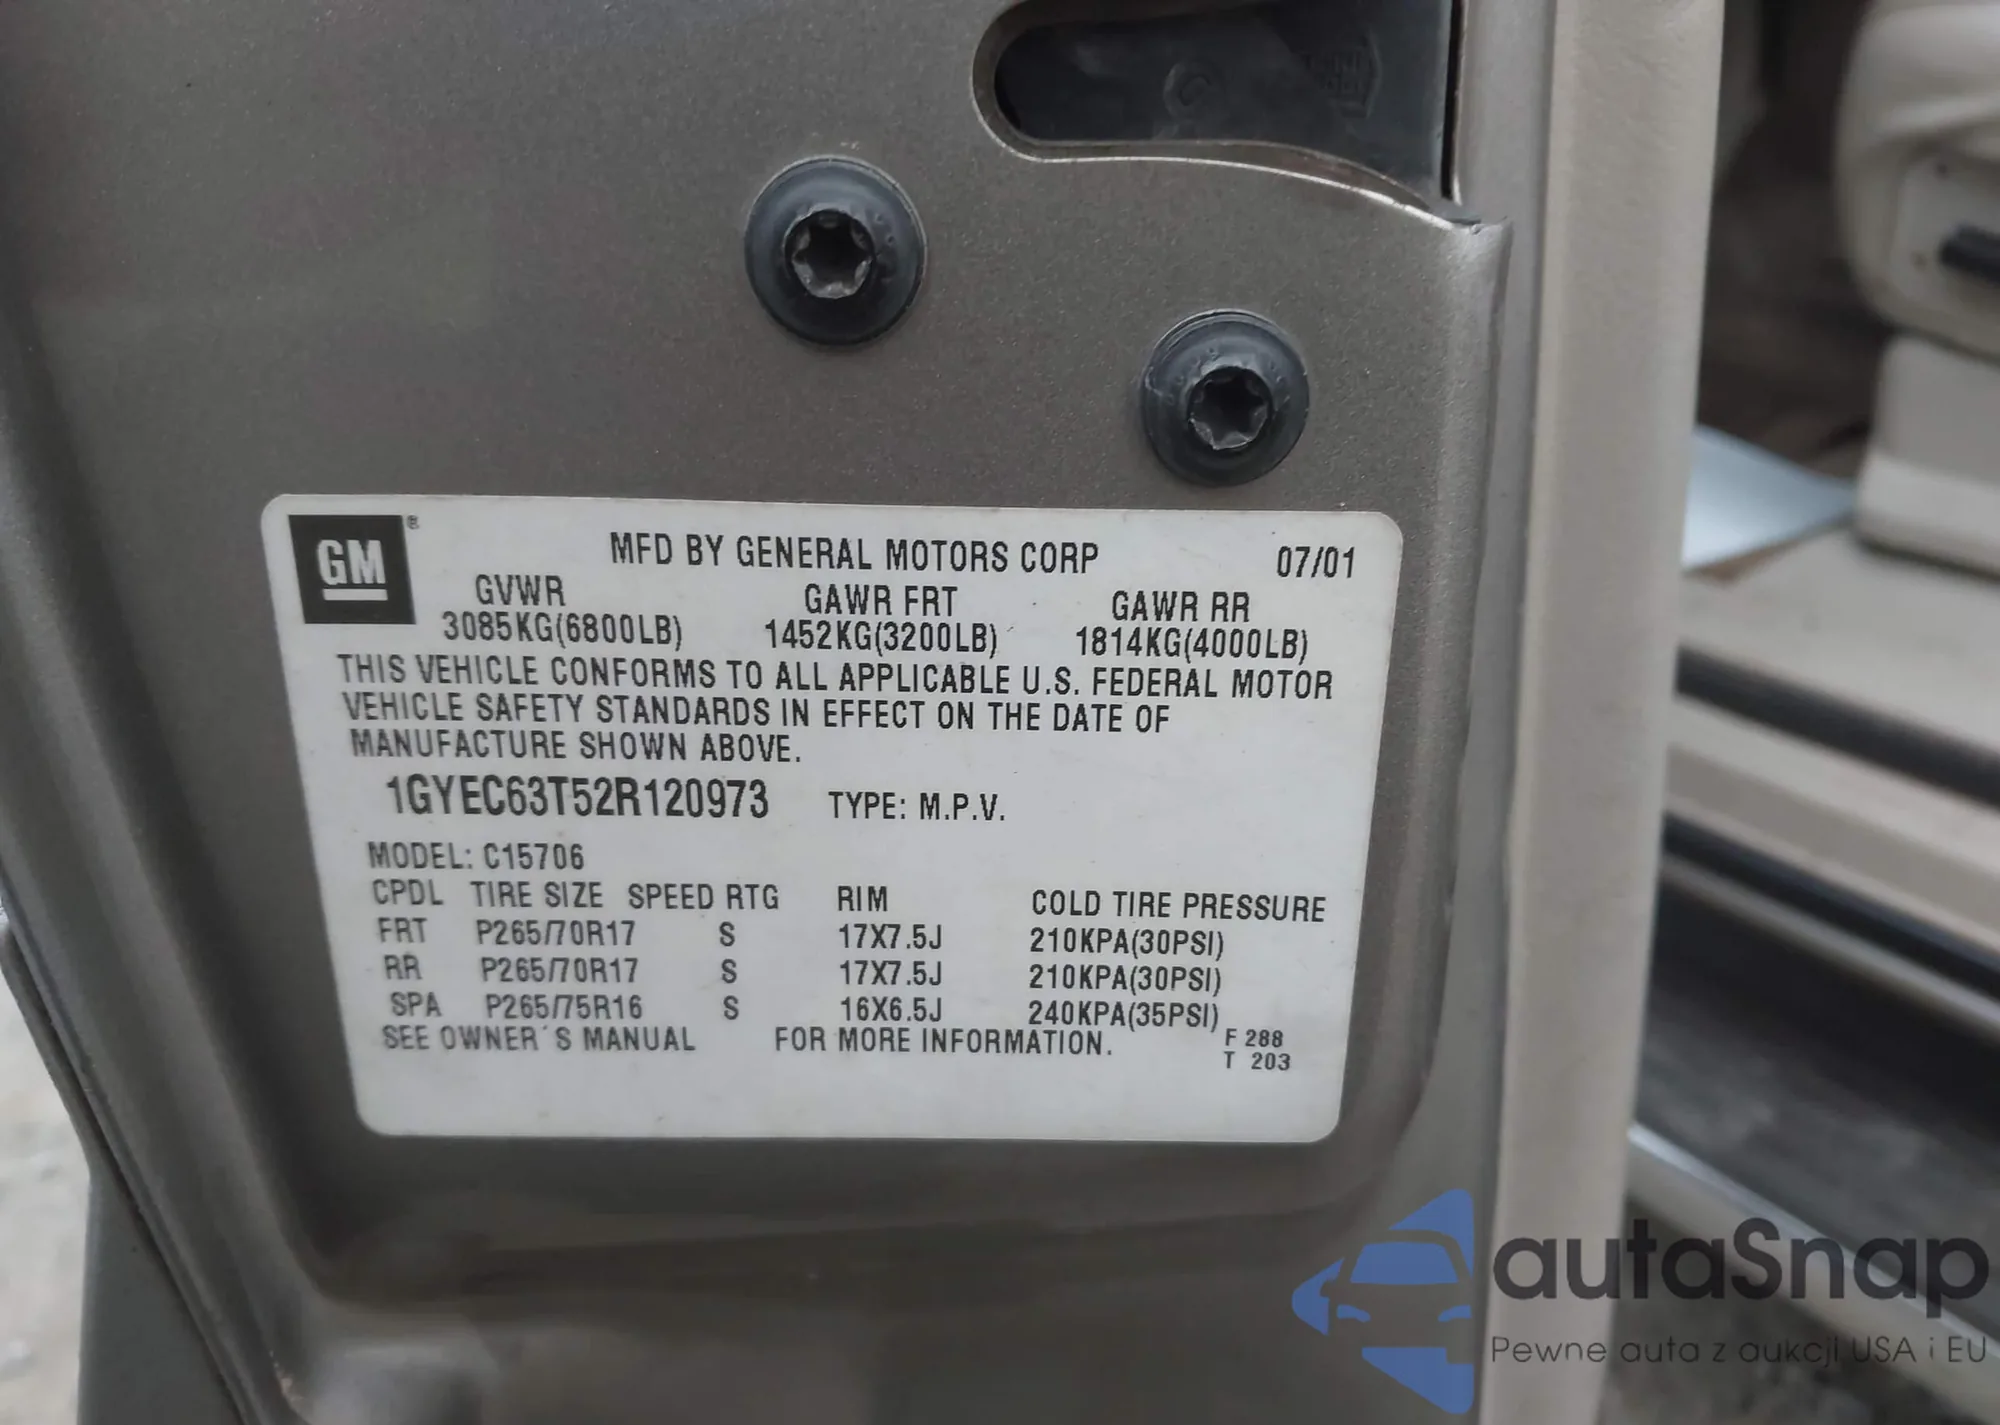 GM®
MFD BY GENERAL MOTORS CORP 07/01
GVWR GAWR FRT GAWR RR
3085KG(6800LB) 1452KG(3200LB) 1814KG(4000LB)
THIS VEHICLE CONFORMS TO ALL APPLICABLE U.S. FEDERAL MOTOR
VEHICLE SAFETY STANDARDS IN EFFECT ON THE DATE OF
MANUFACTURE SHOWN ABOVE.
1GYEC63T52R120973 TYPE: M.P.V.
MODEL: C15706
CPDL TIRE SIZE SPEED RTG RIM COLD TIRE PRESSURE
FRT P265/70R17 S 17X7.5J 210KPA(30PSI)
RR P265/70R17 S 17X7.5J 210KPA(30PSI)
SPA P265/75R16 S 16X6.5J 240KPA(35PSI)
SEE OWNER´S MANUAL FOR MORE INFORMATION.
F 288
T 203
autaSnap
Pewne auta z aukcji USA i EU